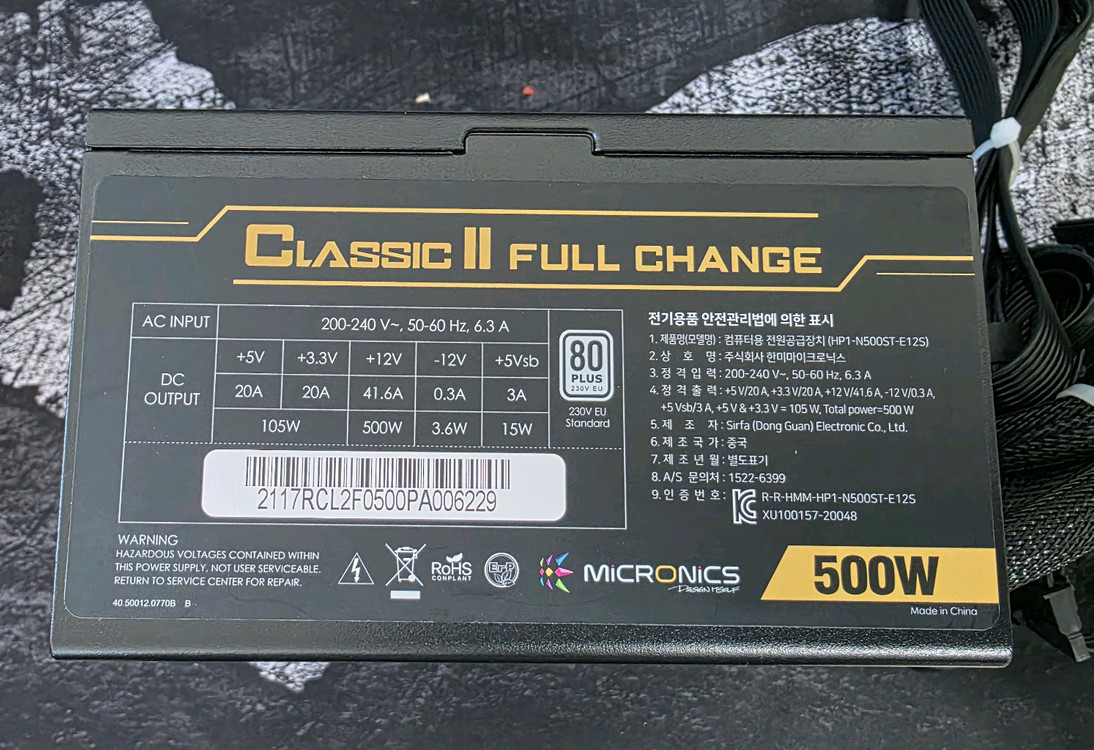 CLASSIC II FULL CHANGE
AC INPUT 200-240 V~, 50-60 Hz, 6.3 A
DC OUTPUT +5V +3.3V +12V -12V +5Vsb
20A 20A 41.6A 0.3A 3A
105W 500W 3.6W 15W
80
PLUS
230V EU
230V EU
Standard
2117RCL2F0500PA006229
전기용품 안전관리법에 의한 표시
1. 제품명(모델명) : 컴퓨터용 전원공급장치 (HP1-N500ST-E12S)
2. 상 호 명 : 주식회사 한미마이크로닉스
3. 정 격 입 력 : 200-240 V~, 50-60 Hz, 6.3 A
4. 정 격 출 력 : +5 V/20 A, +3.3 V/20 A, +12 V/41.6 A, -12 V/0.3 A,
+5 Vsb/3 A, +5 V & +3.3 V = 105 W, Total power=500 W
5. 제 조 자 : Sirfa (Dong Guan) Electronic Co., Ltd.
6. 제 조 국 가 : 중국
7. 제 조 년 월 : 별도표기
8. A/S 문의처 : 1522-6399
9. 인 증 번 호 : R-R-HMM-HP1-N500ST-E12S
XU100157-20048
WARNING
HAZARDOUS VOLTAGES CONTAINED WITHIN
THIS POWER SUPPLY, NOT USER SERVICEABLE.
RETURN TO SERVICE CENTER FOR REPAIR.
40.50012.0770B B
RoHS
COMPLANT
ErP
MiCRONiCS
DESIGN ITSELF
500W
Made in China